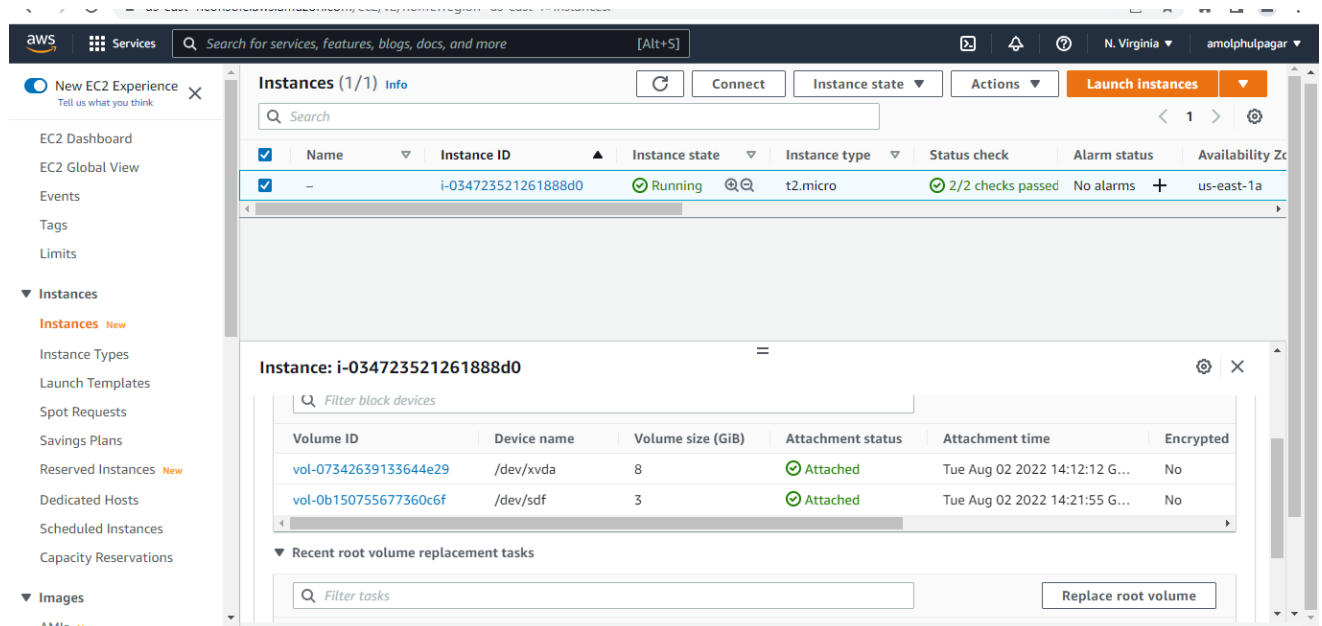 aws Services Search for services, features, blogs, docs, and more [Alt+S] N. Virginia ▼ amolphulpagar ▼
New EC2 Experience
Tell us what you think
EC2 Dashboard
EC2 Global View
Events
Tags
Limits
▼ Instances
Instances New
Instance Types
Launch Templates
Spot Requests
Savings Plans
Reserved Instances New
Dedicated Hosts
Scheduled Instances
Capacity Reservations
▼ Images
Instances (1/1) Info Connect Instance state ▼ Actions ▼ Launch instances ▼
Search < 1 >
Name Instance ID ▲ Instance state Instance type Status check Alarm status Availability Zo
– i-034723521261888d0 Running t2.micro 2/2 checks passed No alarms + us-east-1a
Instance: i-034723521261888d0
Filter block devices
Volume ID Device name Volume size (GiB) Attachment status Attachment time Encrypted
vol-07342639133644e29 /dev/xvda 8 Attached Tue Aug 02 2022 14:12:12 G... No
vol-0b150755677360c6f /dev/sdf 3 Attached Tue Aug 02 2022 14:21:55 G... No
▼ Recent root volume replacement tasks
Filter tasks Replace root volume